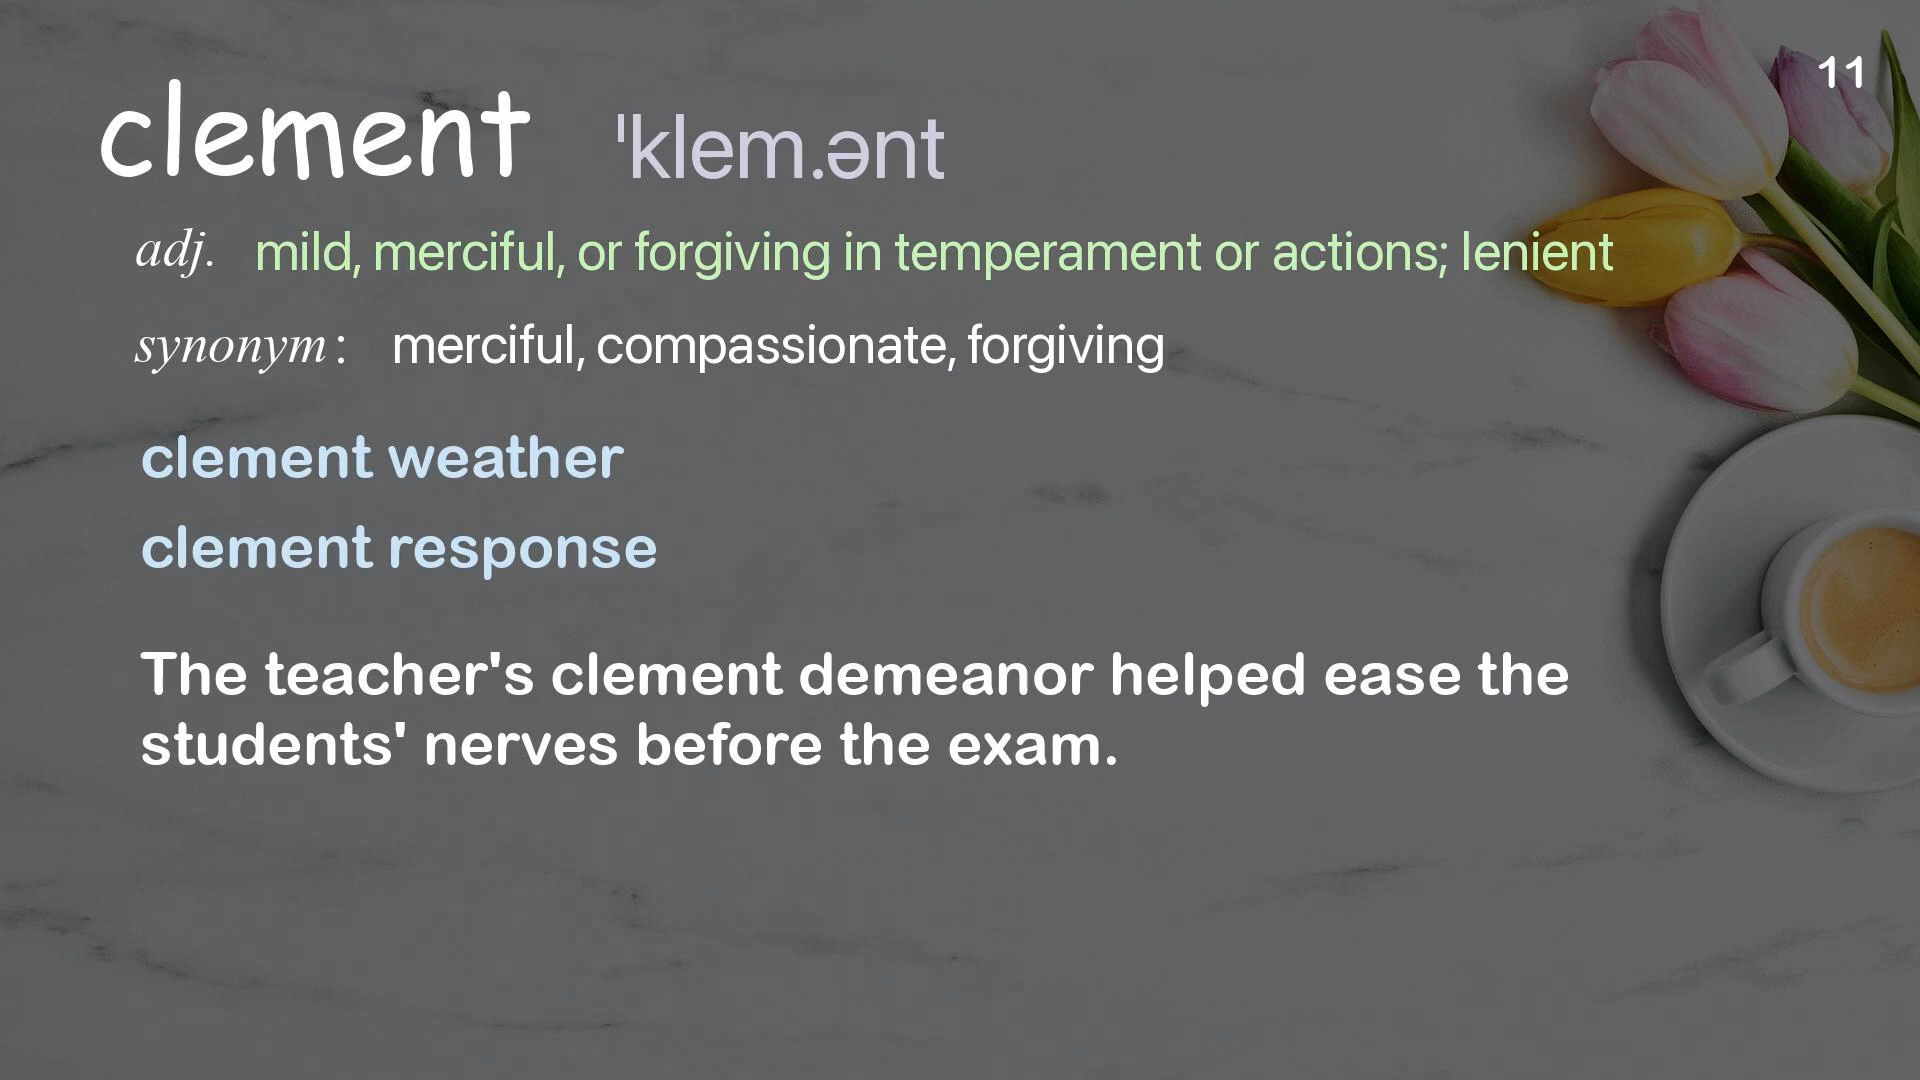 11
clement ˈklem.ənt
adj. mild, merciful, or forgiving in temperament or actions; lenient
synonym: merciful, compassionate, forgiving
clement weather
clement response
The teacher's clement demeanor helped ease the
students' nerves before the exam.